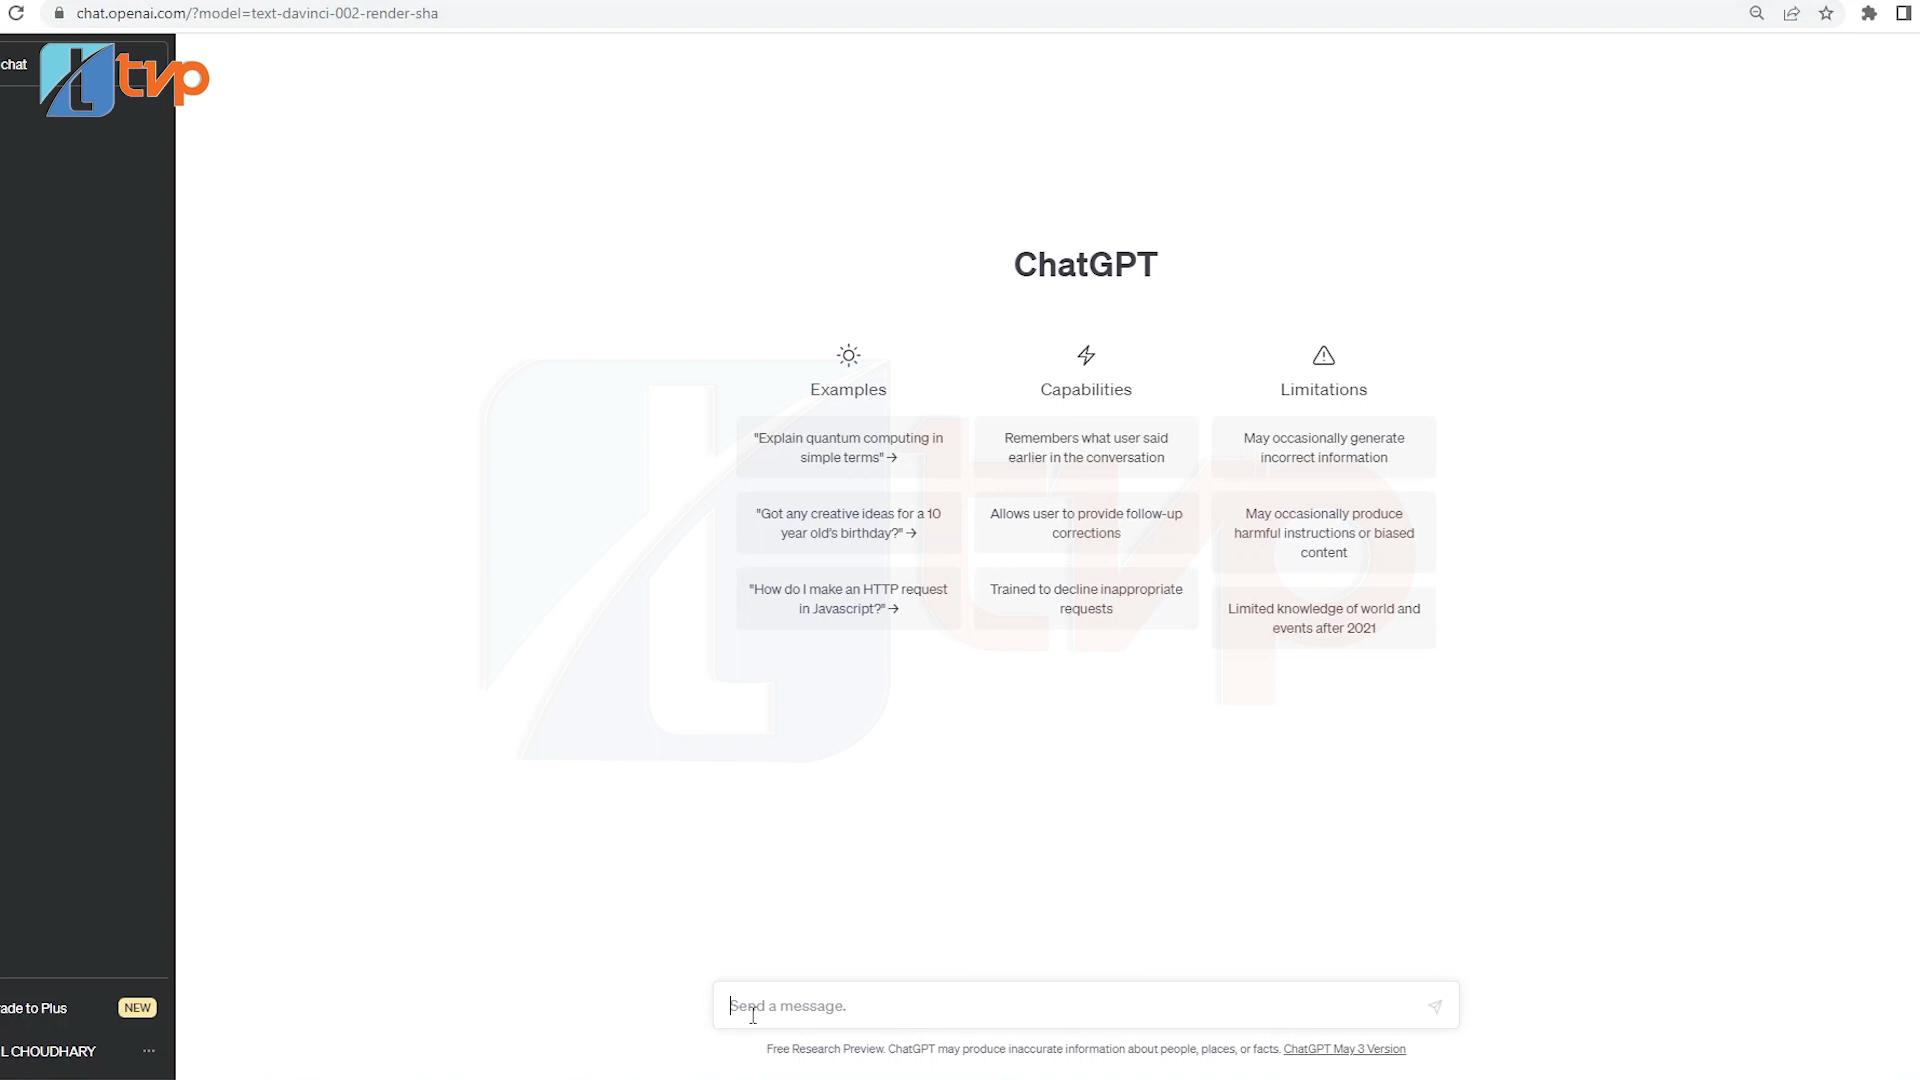 chat.openai.com/?model=text-davinci-002-render-sha
chat
tvp
ChatGPT
Examples
"Explain quantum computing in
simple terms" →
"Got any creative ideas for a 10
year old's birthday?" →
"How do I make an HTTP request
in Javascript?" →
Capabilities
Remembers what user said
earlier in the conversation
Allows user to provide follow-up
corrections
Trained to decline inappropriate
requests
Limitations
May occasionally generate
incorrect information
May occasionally produce
harmful instructions or biased
content
Limited knowledge of world and
events after 2021
tvp
ade to Plus
NEW
L CHOUDHARY
Send a message.
Free Research Preview. ChatGPT may produce inaccurate information about people, places, or facts. ChatGPT May 3 Version